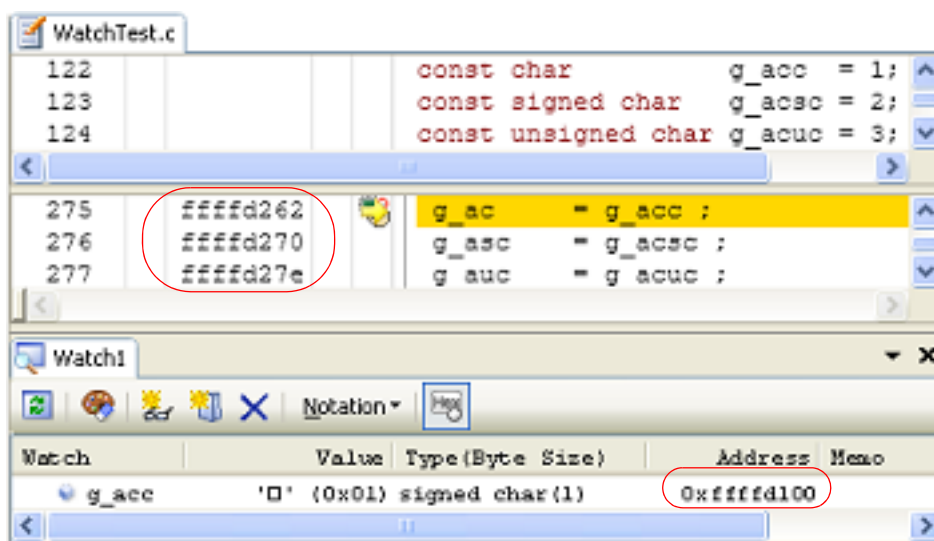 WatchTest.c
122 const char g_acc = 1;
123 const signed char g_acsc = 2;
124 const unsigned char g_acuc = 3;
275 ffffd262 g_ac = g_acc ;
276 ffffd270 g_asc = g_acsc ;
277 ffffd27e g_auc = g_acuc ;
Watch1
Notation Hex
Watch Value Type(Byte Size) Address Memo
g_acc '□' (0x01) signed char(1) 0xffffd100